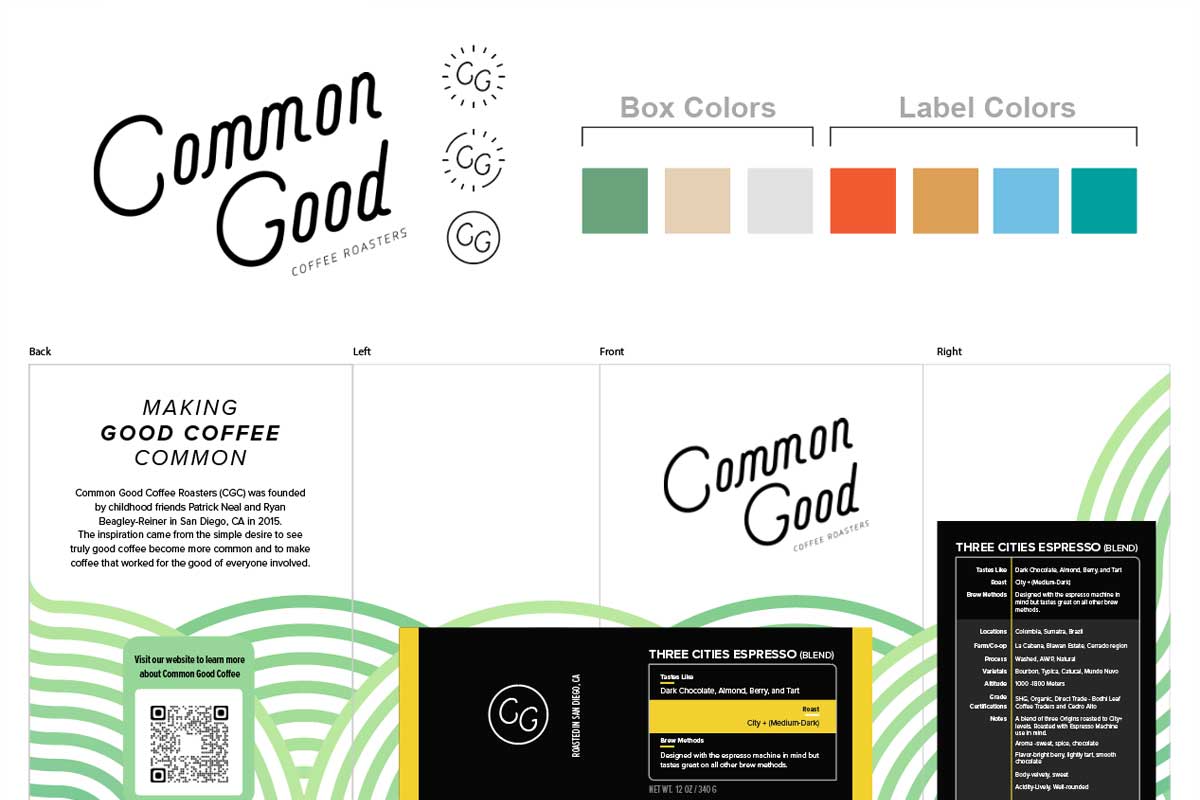 Common
Good
COFFEE ROASTERS
CG
CG
CG
Box Colors
Label Colors
Back
Left
Front
Right
MAKING
GOOD COFFEE
COMMON
Common Good Coffee Roasters (CGC) was founded
by childhood friends Patrick Neal and Ryan
Beagley-Reiner in San Diego, CA in 2015.
The inspiration came from the simple desire to see
truly good coffee become more common and to make
coffee that worked for the good of everyone involved.
Visit our website to learn more
about Common Good Coffee
CG
ROASTED IN SAN DIEGO, CA
Common
Good
COFFEE ROASTERS
THREE CITIES ESPRESSO (BLEND)
Tastes Like
Dark Chocolate, Almond, Berry, and Tart
Roast
City + (Medium-Dark)
Brew Methods
Designed with the espresso machine in mind but
tastes great on all other brew methods.
NET WT. 12 OZ / 340 G
THREE CITIES ESPRESSO (BLEND)
Tastes Like Dark Chocolate, Almond, Berry, and Tart
Roast City + (Medium-Dark)
Brew Methods Designed with the espresso machine in
mind but tastes great on all other brew
methods.
Locations Colombia, Sumatra, Brazil
Farm/Co-op La Cabana, Blawan Estate, Cerrado region
Process Washed, AWP, Natural
Varietals Bourbon, Typica, Catucai, Mundo Nuvo
Altitude 1000 -1800 Meters
Grade SHG, Organic, Direct Trade - Bodhi Leaf
Certifications Coffee Traders and Cedro Alto
Notes A blend of three Origins roasted to City+
levels. Roasted with Espresso Machine
use in mind.
Aroma -sweet, spice, chocolate
Flavor-bright berry, lightly tart, smooth
chocolate
Body-velvety, sweet
Acidity-Lively, Well-rounded